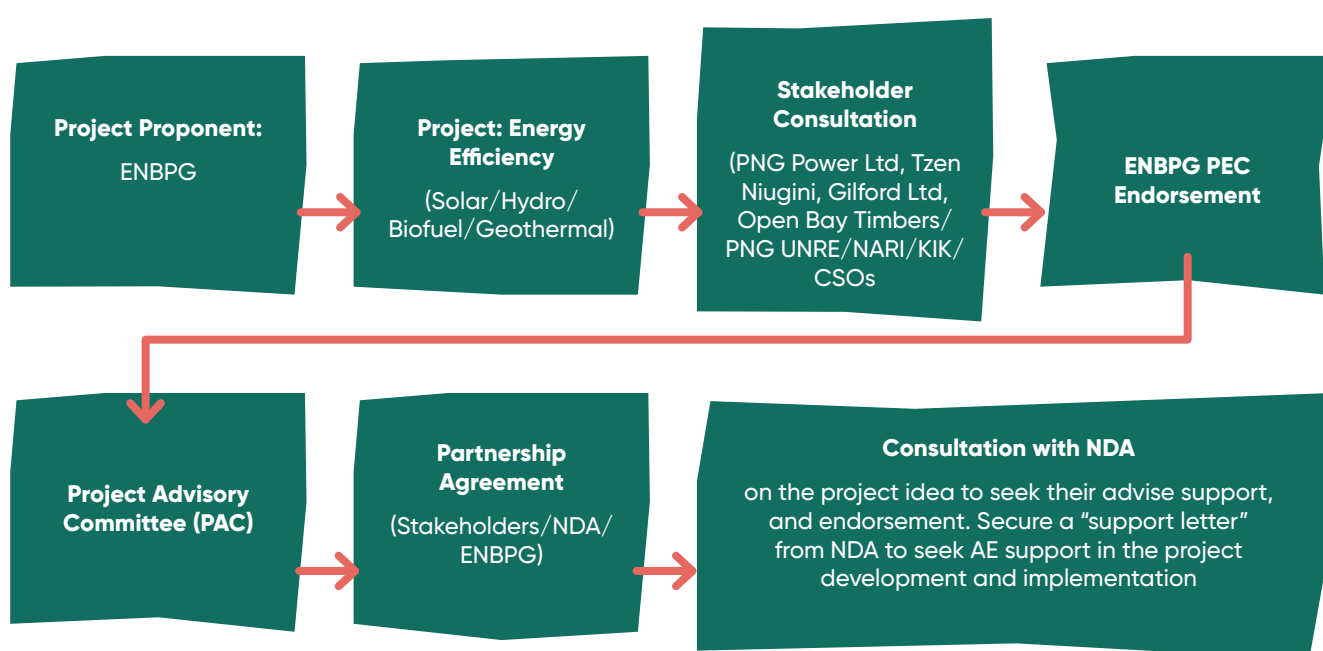 Project Proponent:
ENBPG
Project: Energy
Efficiency
(Solar/Hydro/
Biofuel/Geothermal)
Stakeholder
Consultation
(PNG Power Ltd, Tzen
Niugini, Gilford Ltd,
Open Bay Timbers/
PNG UNRE/NARI/KIK/
CSOs
ENBPG PEC
Endorsement
Project Advisory
Committee (PAC)
Partnership
Agreement
(Stakeholders/NDA/
ENBPG)
Consultation with NDA
on the project idea to seek their advise support,
and endorsement. Secure a “support letter”
from NDA to seek AE support in the project
development and implementation